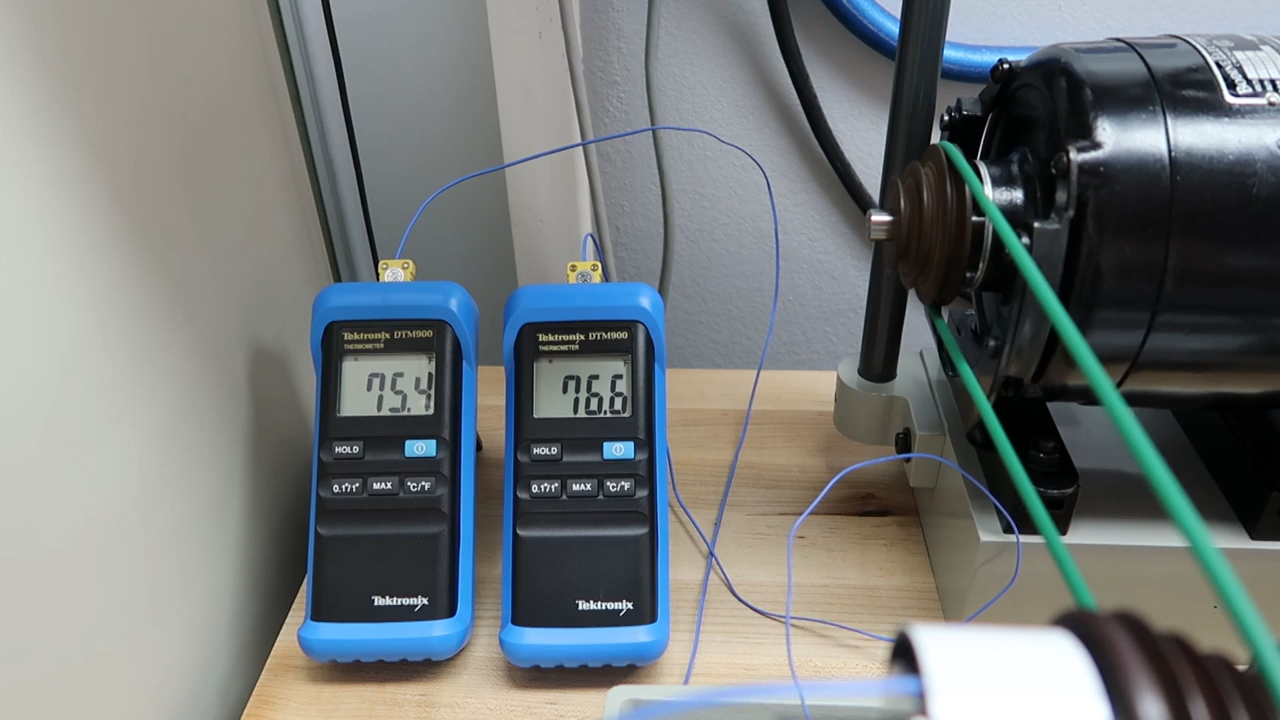 Tektronix DTM900
THERMOMETER
75.4
HOLD
0.1°/1°
MAX
°C/°F
Tektronix
Tektronix DTM900
THERMOMETER
76.6
HOLD
0.1°/1°
MAX
°C/°F
Tektronix